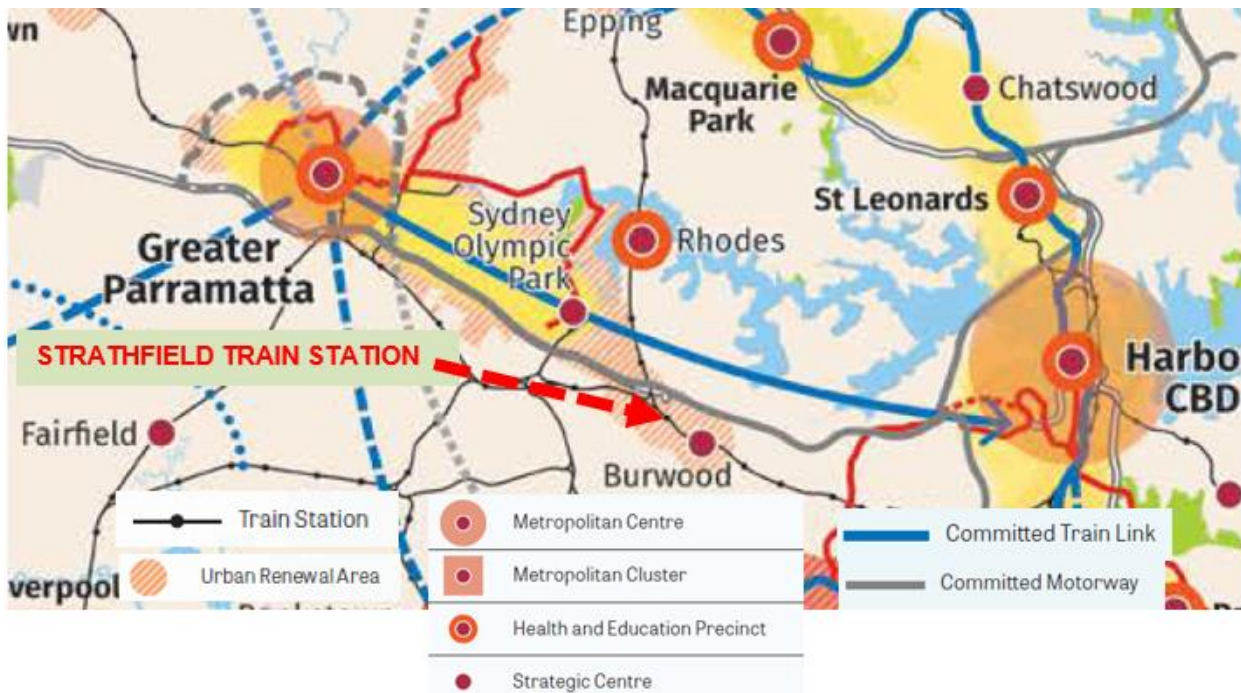 wn
Epping
Macquarie
Park
Chatswood
St Leonards
Greater
Parramatta
Sydney
Olympic
Park
Rhodes
Harbo
CBD
STRATHFIELD TRAIN STATION
Fairfield
Burwood
verpool
Train Station
Urban Renewal Area
Metropolitan Centre
Metropolitan Cluster
Health and Education Precinct
Strategic Centre
Committed Train Link
Committed Motorway